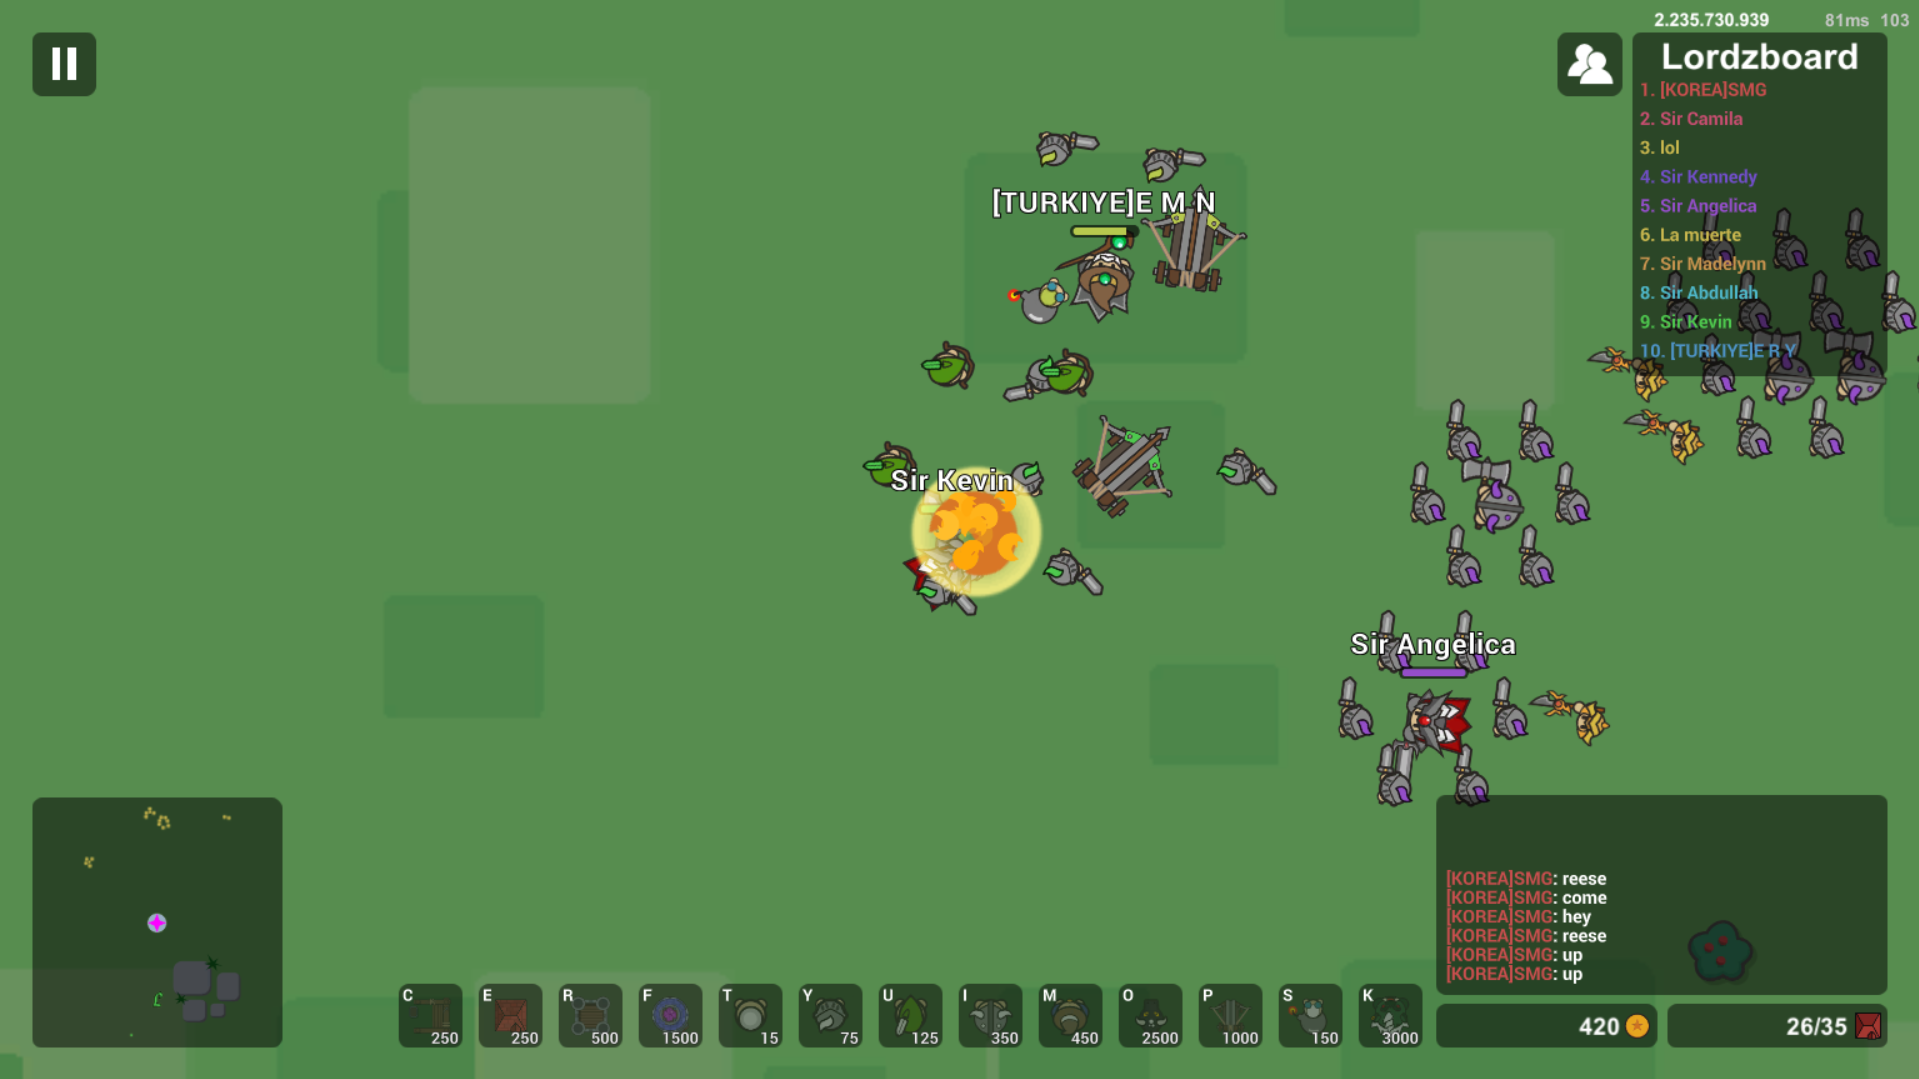 2.235.730.939 81ms 103
Lordzboard
1. [KOREA]SMG
2. Sir Camila
3. lol
4. Sir Kennedy
5. Sir Angelica
6. La muerte
7. Sir Madelynn
8. Sir Abdullah
9. Sir Kevin
10. [TURKIYE]E R Y
[TURKIYE]E M N
Sir Kevin
Sir Angelica
[KOREA]SMG: reese
[KOREA]SMG: come
[KOREA]SMG: hey
[KOREA]SMG: reese
[KOREA]SMG: up
[KOREA]SMG: up
C E R F T Y U I M O P S K
250 250 500 1500 15 75 125 350 450 2500 1000 150 3000
420 26/35